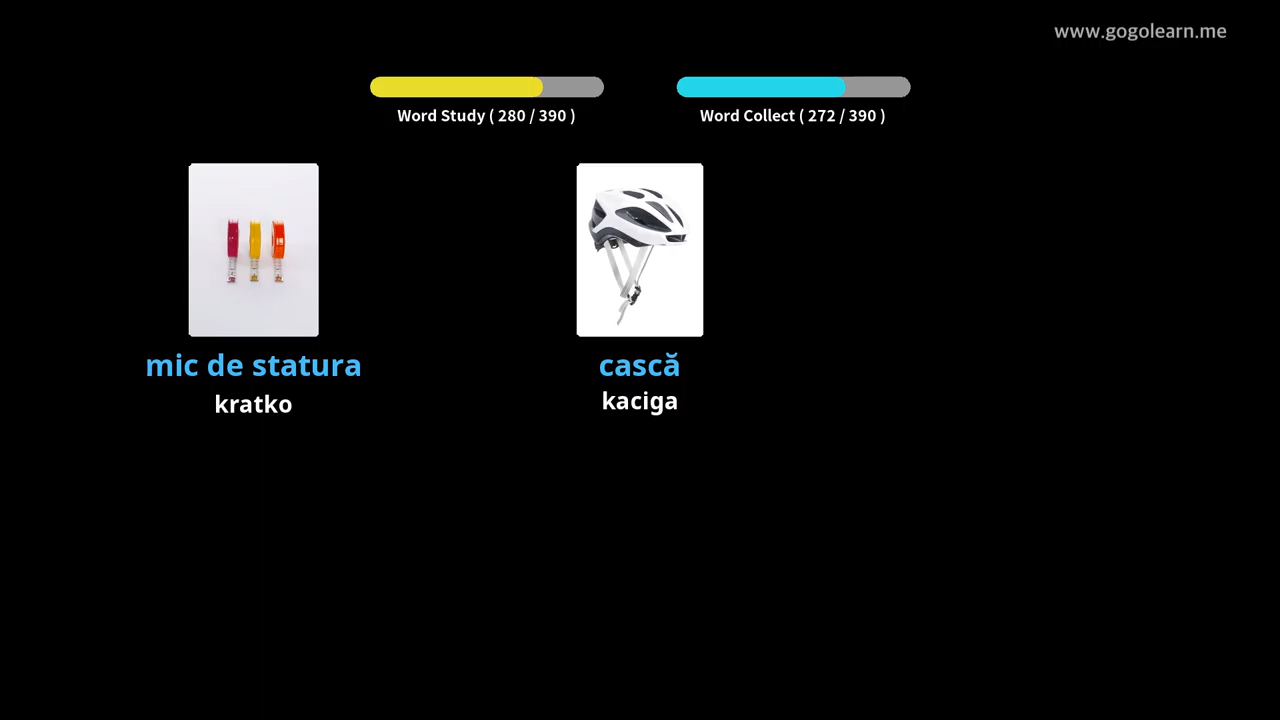 www.gogolearn.me
Word Study ( 280 / 390 )
Word Collect ( 272 / 390 )
mic de statura
kratko
cască
kaciga